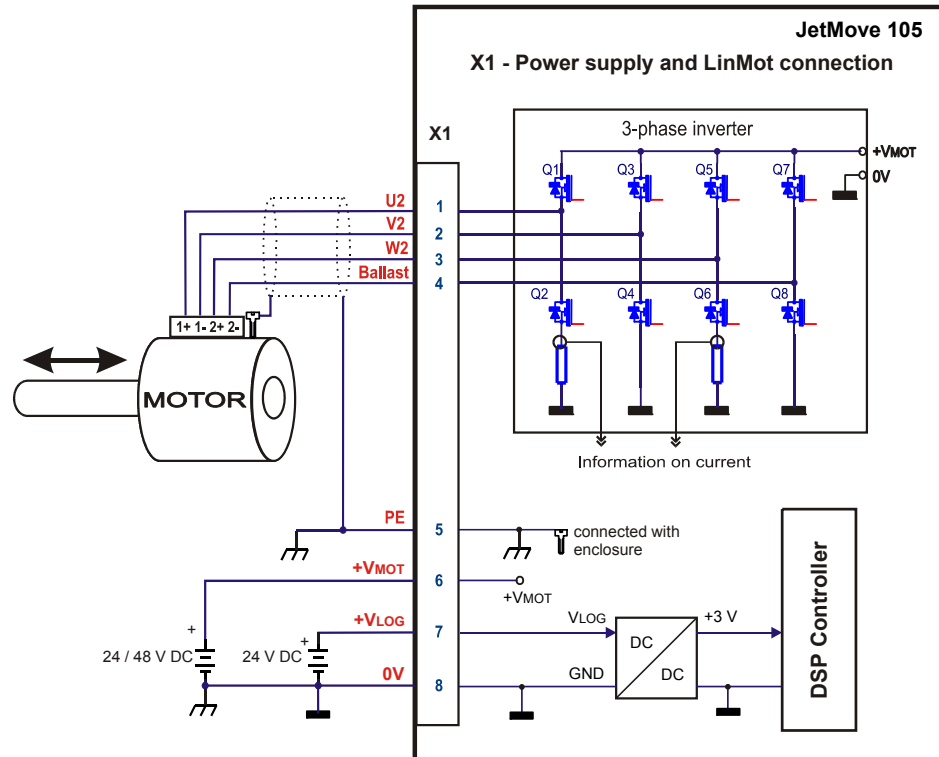 JetMove 105
X1 - Power supply and LinMot connection
X1
3-phase inverter
+VMOT
0V
Q1
Q3
Q5
Q7
U2
1
V2
2
W2
3
Ballast
4
Q2
Q4
Q6
Q8
1+ 1- 2+ 2-
MOTOR
Information on current
PE
5
connected with
enclosure
+VMOT
6
+VMOT
+VLOG
7
VLOG
+3 V
+
24 / 48 V DC
+
24 V DC
DC
DC
0V
8
GND
DSP Controller